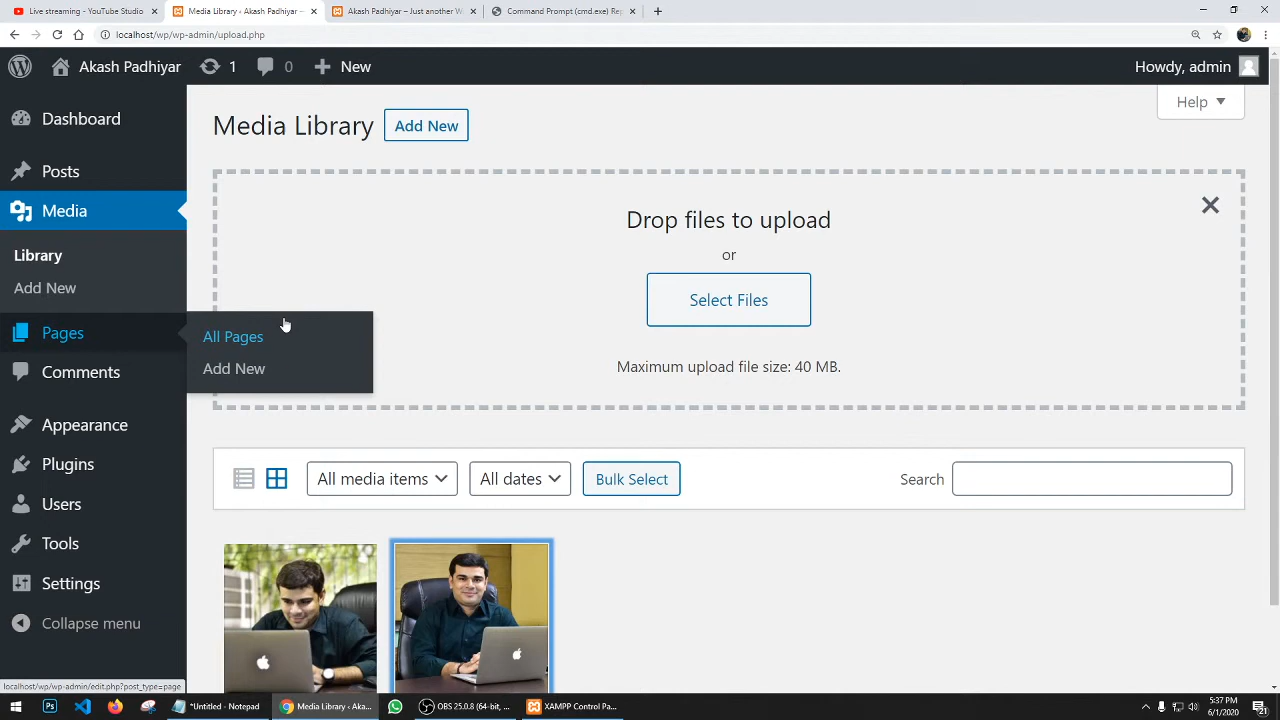 Live streaming - YouTube Studio
Media Library ‹ Akash Padhiyar —
Akash Padhiyar – Just another W
Command Prompt (cmd.exe) Rep
localhost/wp/wp-admin/upload.php
Akash Padhiyar
1
0
New
Howdy, admin
Help
Dashboard
Posts
Media
Library
Add New
Pages
All Pages
Add New
Comments
Appearance
Plugins
Users
Tools
Settings
Collapse menu
Media Library
Add New
Drop files to upload
or
Select Files
Maximum upload file size: 40 MB.
All media items
All dates
Bulk Select
Search
localhost/wp/wp-admin/edit.php?post_type=page
*Untitled - Notepad
Media Library ‹ Aka...
OBS 25.0.8 (64-bit, ...
XAMPP Control Pa...
5:37 PM
6/1/2020